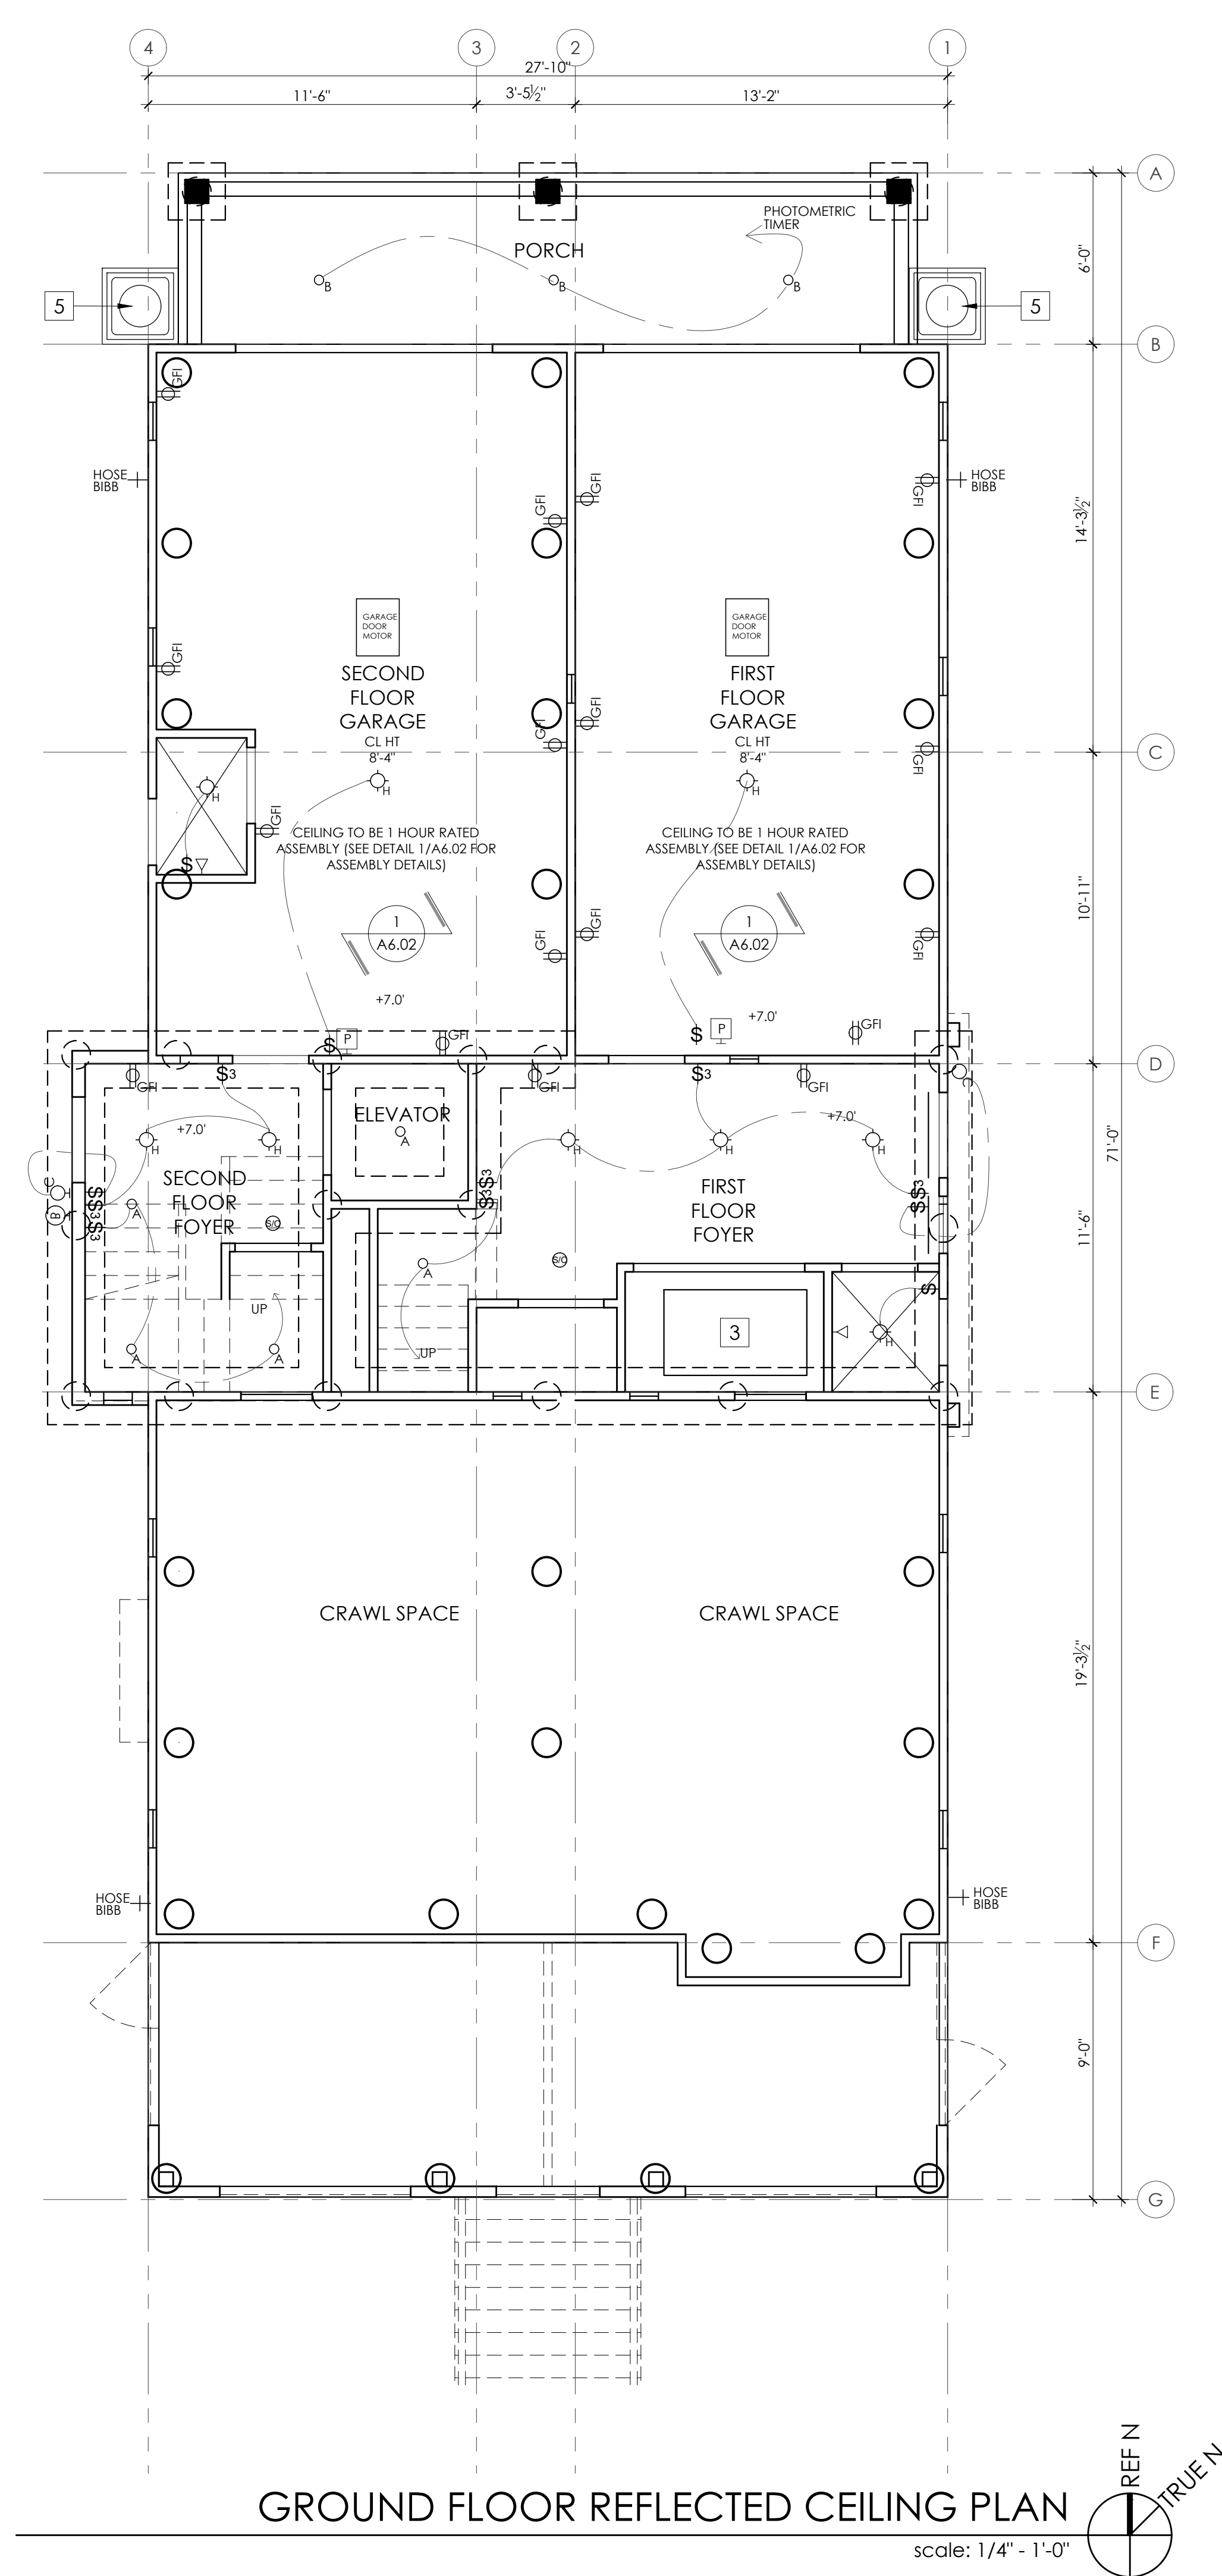 4
3
2
1
27'-10"
11'-6"
3'-5½"
13'-2"
A
PHOTOMETRIC
TIMER
PORCH
6'-0"
B
B
B
5
5
B
GFI
HOSE
BIBB
GFI
GFI
GFI
HOSE
BIBB
14'-3½"
GARAGE
DOOR
MOTOR
GARAGE
DOOR
MOTOR
GFI
SECOND
FLOOR
GARAGE
CL HT
8'-4"
FIRST
FLOOR
GARAGE
CL HT
8'-4"
GFI
GFI
GFI
C
H
H
H
GFI
CEILING TO BE 1 HOUR RATED
ASSEMBLY (SEE DETAIL 1/A6.02 FOR
ASSEMBLY DETAILS)
CEILING TO BE 1 HOUR RATED
ASSEMBLY (SEE DETAIL 1/A6.02 FOR
ASSEMBLY DETAILS)
$
10'-11"
1
A6.02
1
A6.02
GFI
GFI
GFI
+7.0'
+7.0'
$
P
GFI
$
P
GFI
D
$3
GFI
GFI
$3
GFI
C
ELEVATOR
A
+7.0'
+7.0'
H
H
H
H
H
71'-0"
SECOND
FLOOR
FOYER
FIRST
FLOOR
FOYER
C
B
$$3$3
A
S/C
$3$3
$$3
11'-6"
S/C
A
UP
UP
$
3
H
A
A
E
CRAWL SPACE
CRAWL SPACE
19'-3½"
HOSE
BIBB
HOSE
BIBB
F
9'-0"
G
REF N
TRUE N
GROUND FLOOR REFLECTED CEILING PLAN
scale: 1/4" - 1'-0"